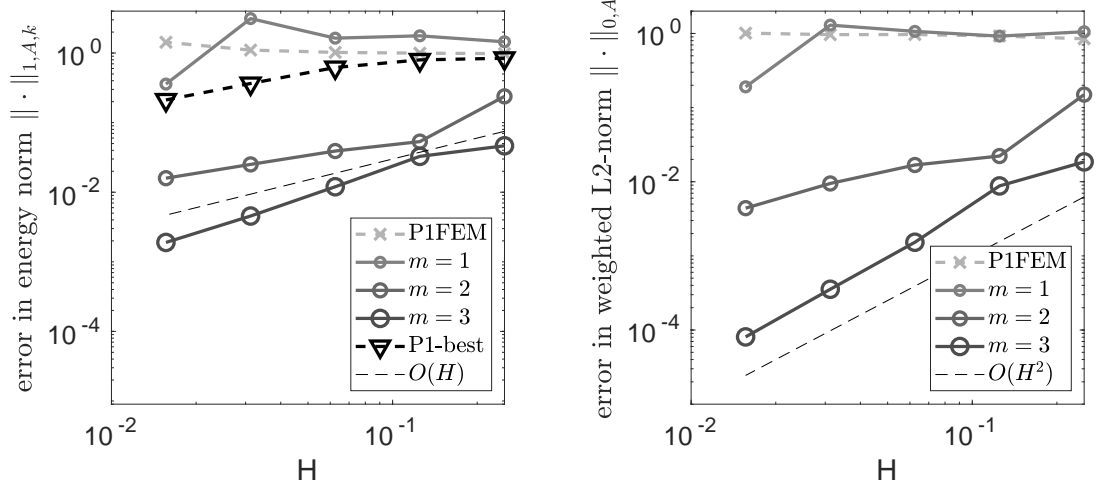 error in energy norm ‖ · ‖_{1,A,k}
10^0
10^{-2}
10^{-4}
10^{-2}
10^{-1}
H
P1FEM
m = 1
m = 2
m = 3
P1-best
O(H)
error in weighted L2-norm ‖ · ‖_{0,A
10^0
10^{-2}
10^{-4}
10^{-2}
10^{-1}
H
P1FEM
m = 1
m = 2
m = 3
O(H^2)